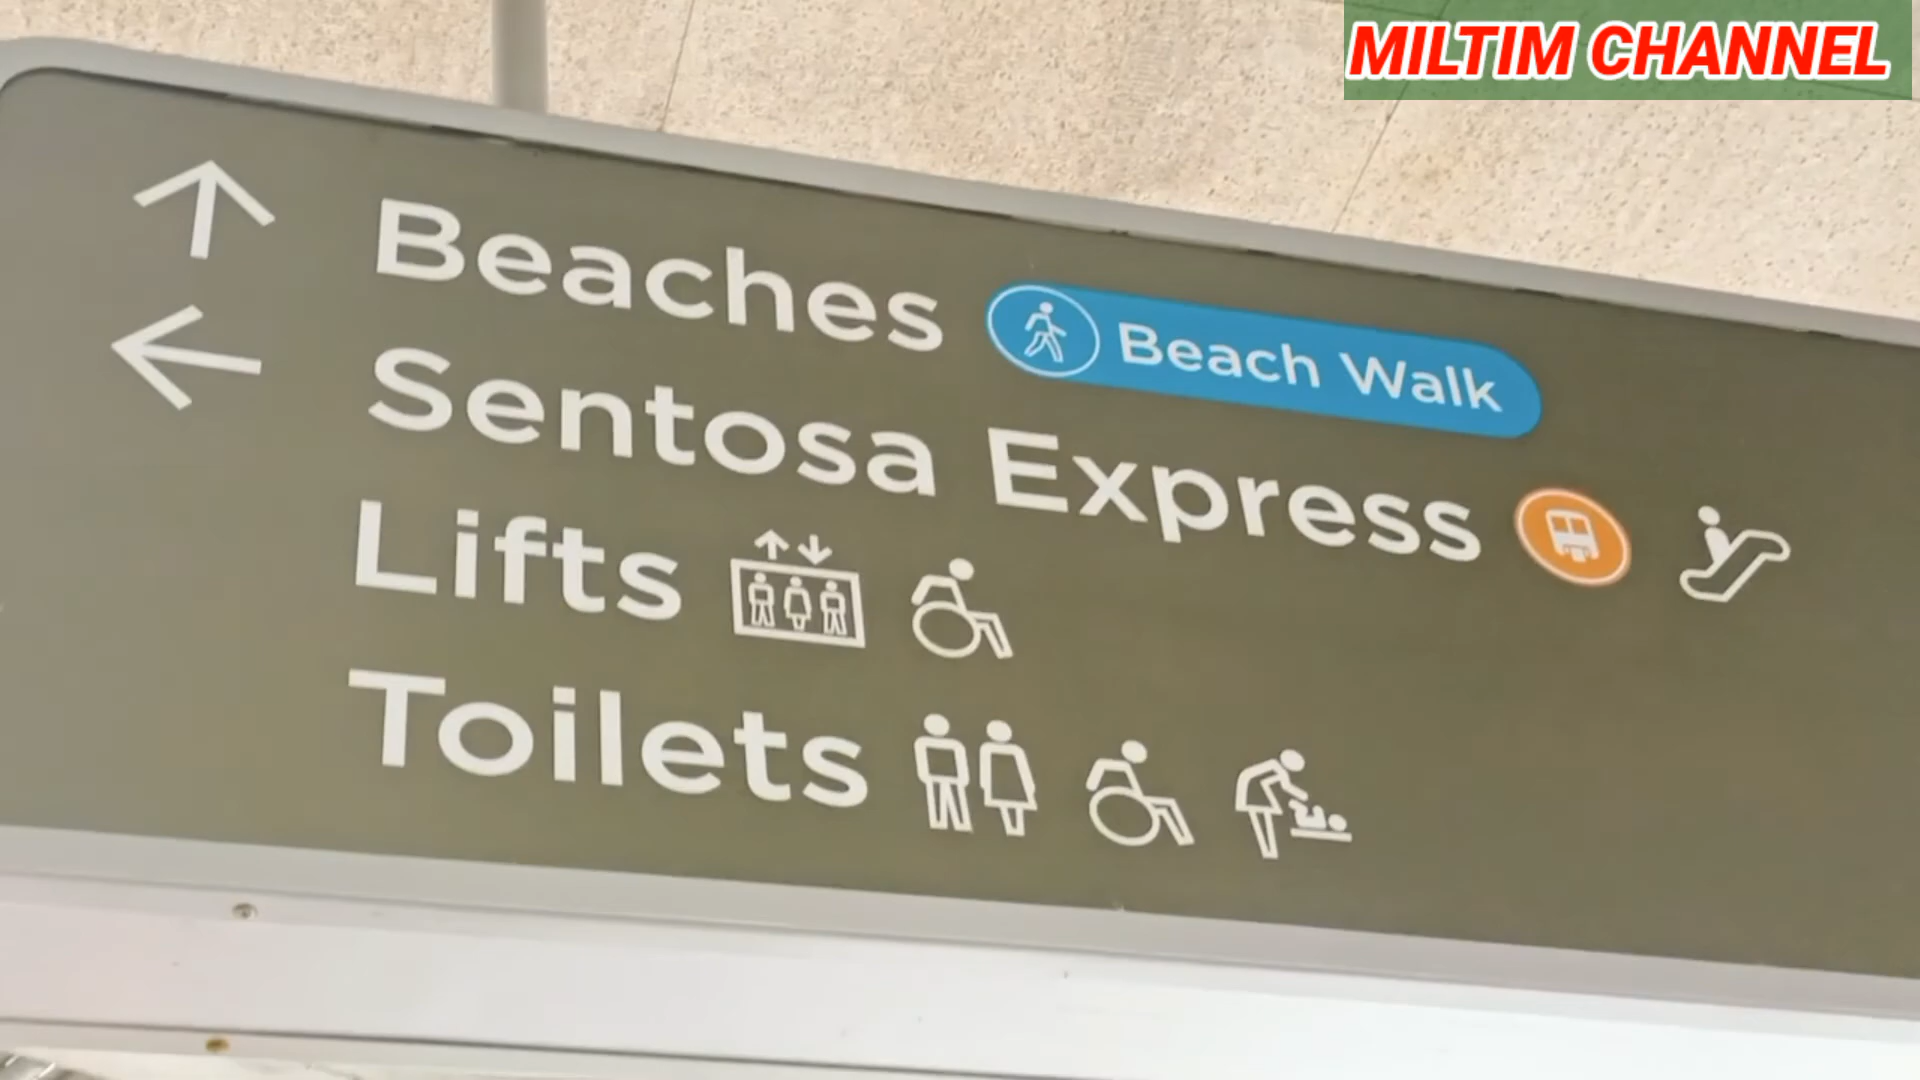 MILTIM CHANNEL
Beaches Beach Walk
Sentosa Express
Lifts
Toilets